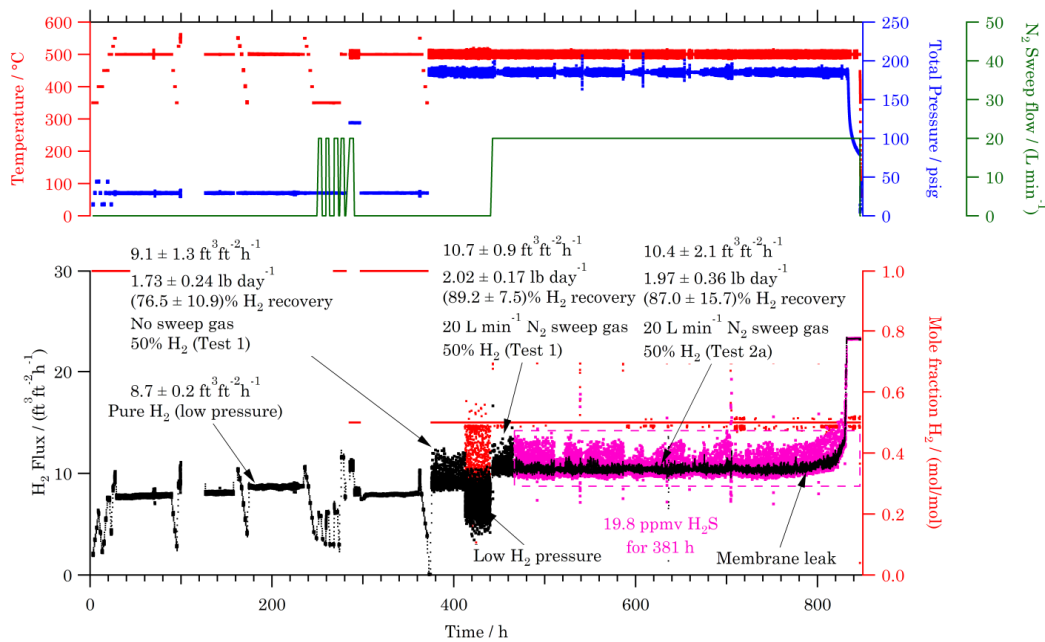 600
500
400
300
200
100
0
Temperature / °C
250
200
150
100
50
0
Total Pressure / psig
50
40
30
20
10
0
N₂ Sweep flow / (L min⁻¹)
9.1 ± 1.3 ft³ft⁻²h⁻¹
1.73 ± 0.24 lb day⁻¹
(76.5 ± 10.9)% H₂ recovery
No sweep gas
50% H₂ (Test 1)
10.7 ± 0.9 ft³ft⁻²h⁻¹
2.02 ± 0.17 lb day⁻¹
(89.2 ± 7.5)% H₂ recovery
20 L min⁻¹ N₂ sweep gas
50% H₂ (Test 1)
10.4 ± 2.1 ft³ft⁻²h⁻¹
1.97 ± 0.36 lb day⁻¹
(87.0 ± 15.7)% H₂ recovery
20 L min⁻¹ N₂ sweep gas
50% H₂ (Test 2a)
8.7 ± 0.2 ft³ft⁻²h⁻¹
Pure H₂ (low pressure)
Low H₂ pressure
19.8 ppmv H₂S
for 381 h
Membrane leak
30
20
10
0
H₂ Flux / (ft³ft⁻²h⁻¹)
1.0
0.8
0.6
0.4
0.2
0.0
Mole fraction H₂ / (mol/mol)
0
200
400
600
800
Time / h